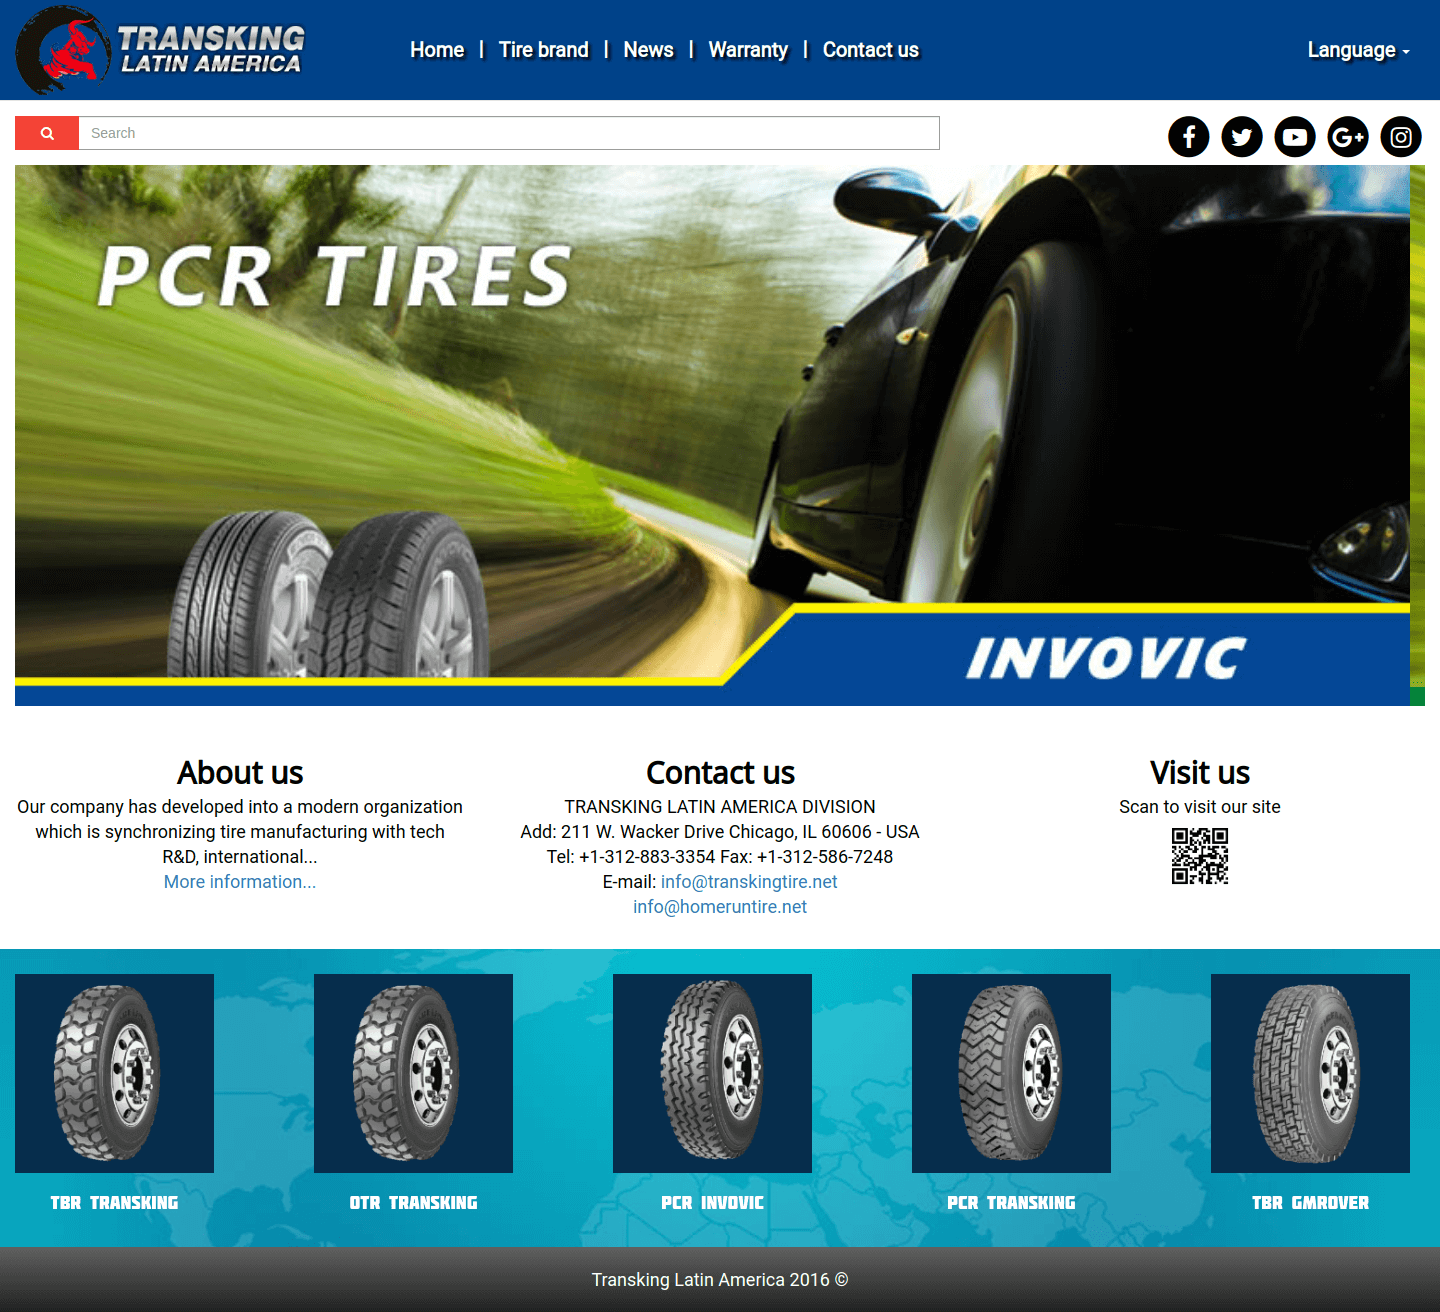 TRANSKING
LATIN AMERICA
Home | Tire brand | News | Warranty | Contact us
Language
Search
PCR TIRES
INVOVIC
About us
Our company has developed into a modern organization
which is synchronizing tire manufacturing with tech
R&D, international...
More information...
Contact us
TRANSKING LATIN AMERICA DIVISION
Add: 211 W. Wacker Drive Chicago, IL 60606 - USA
Tel: +1-312-883-3354 Fax: +1-312-586-7248
E-mail: info@transkingtire.net
info@homeruntire.net
Visit us
Scan to visit our site
TBR TRANSKING
OTR TRANSKING
PCR INVOVIC
PCR TRANSKING
TBR GMROVER
Transking Latin America 2016 ©